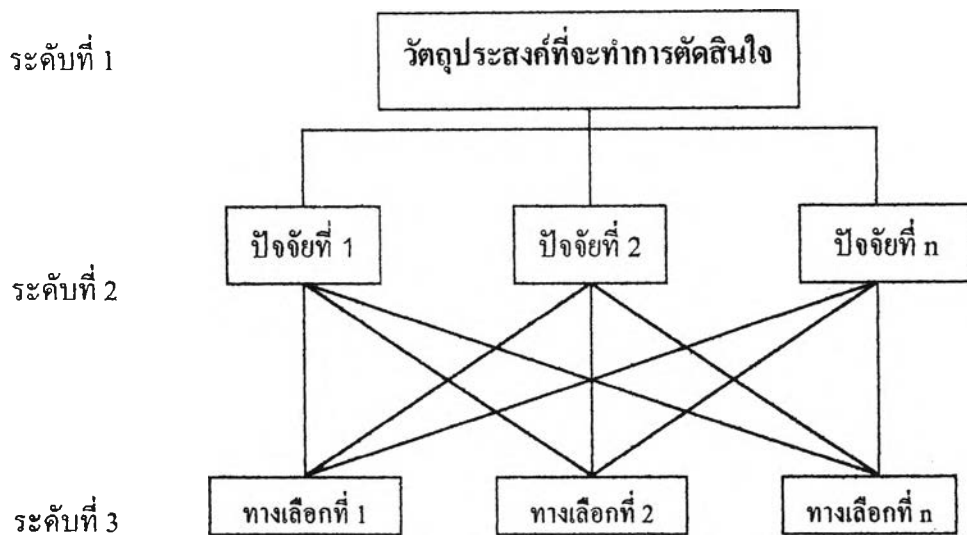 ระดับที่ 1
วัตถุประสงค์ที่จะทำการตัดสินใจ
ปัจจัยที่ 1
ปัจจัยที่ 2
ปัจจัยที่ n
ระดับที่ 2
ทางเลือกที่ 1
ทางเลือกที่ 2
ทางเลือกที่ n
ระดับที่ 3